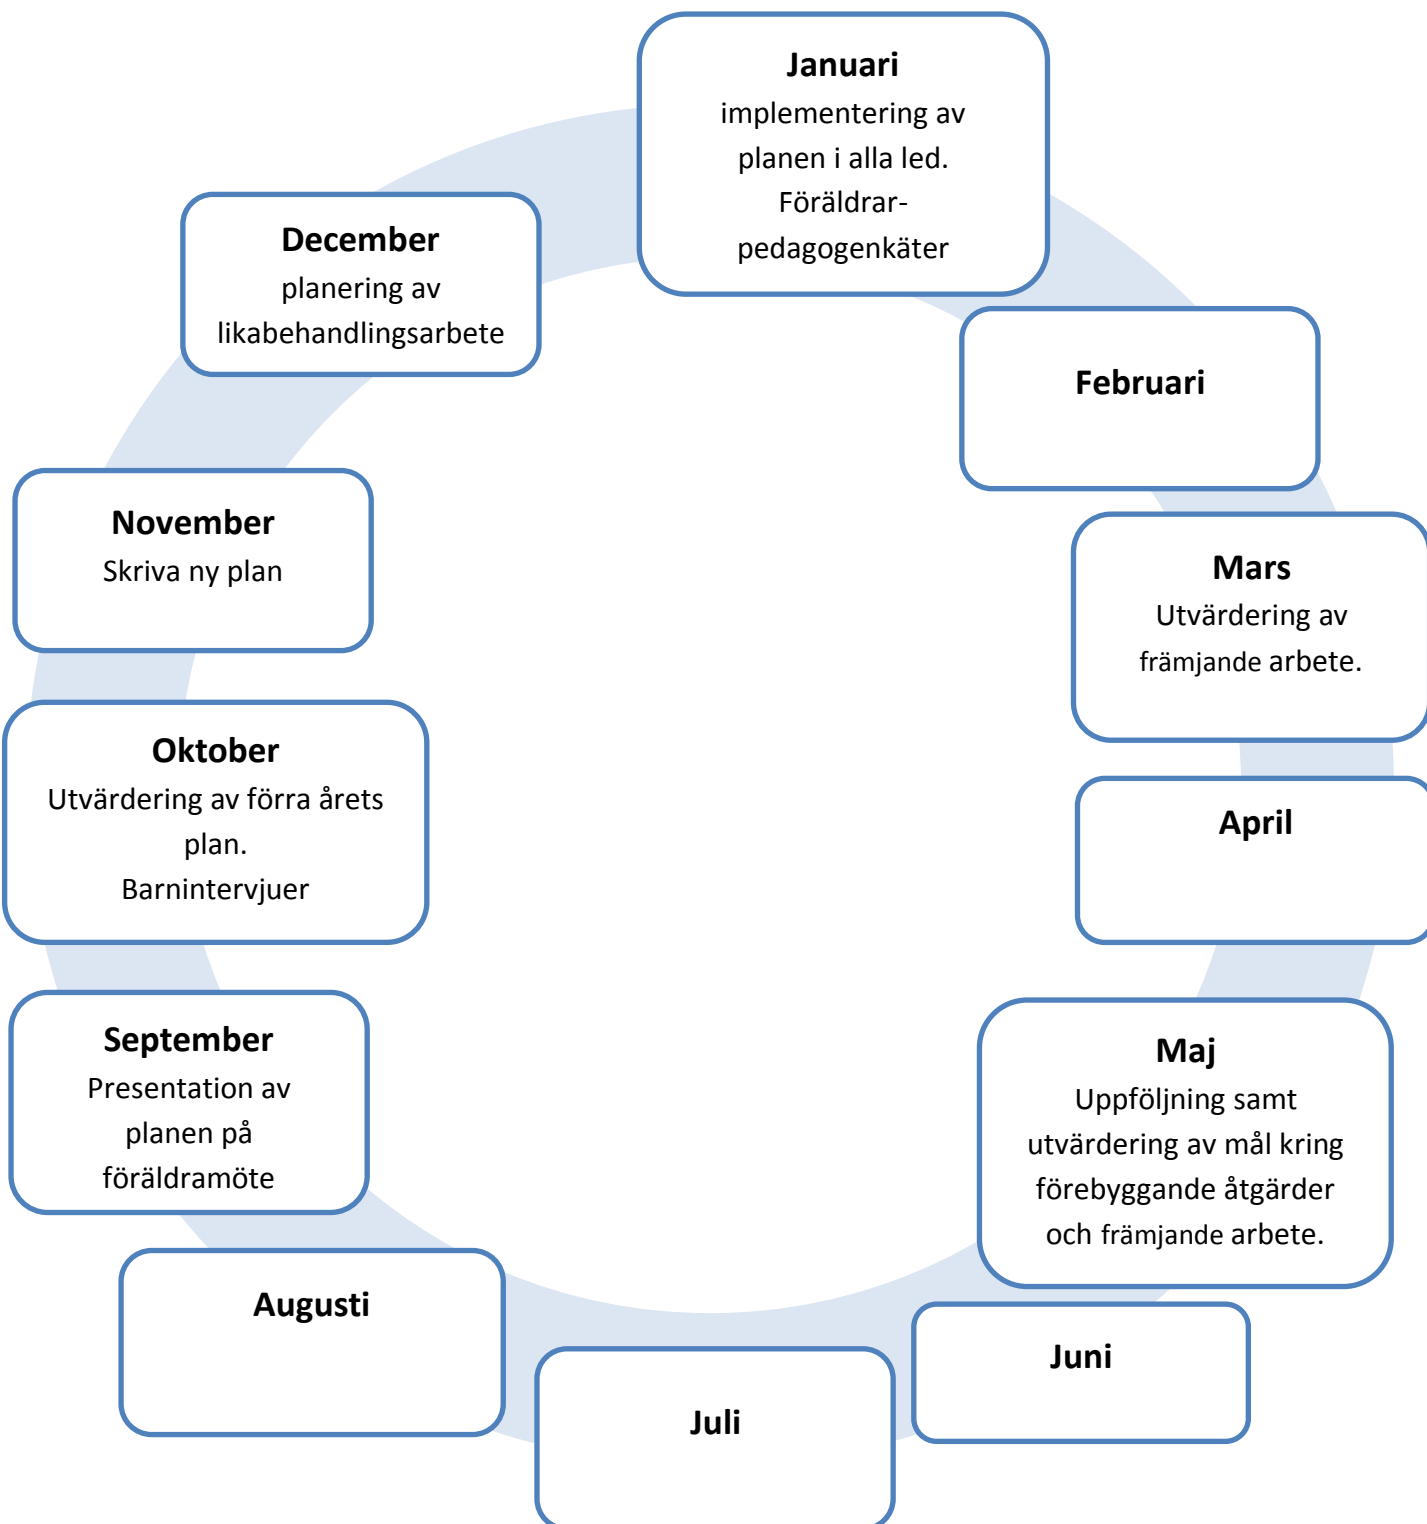 Januari
implementering av
planen i alla led.
Föräldrar-
pedagogenkäter
Februari
Mars
Utvärdering av
främjande arbete.
April
Maj
Uppföljning samt
utvärdering av mål kring
förebyggande åtgärder
och främjande arbete.
Juni
Juli
Augusti
September
Presentation av
planen på
föräldramöte
Oktober
Utvärdering av förra årets
plan.
Barnintervjuer
November
Skriva ny plan
December
planering av
likabehandlingsarbete